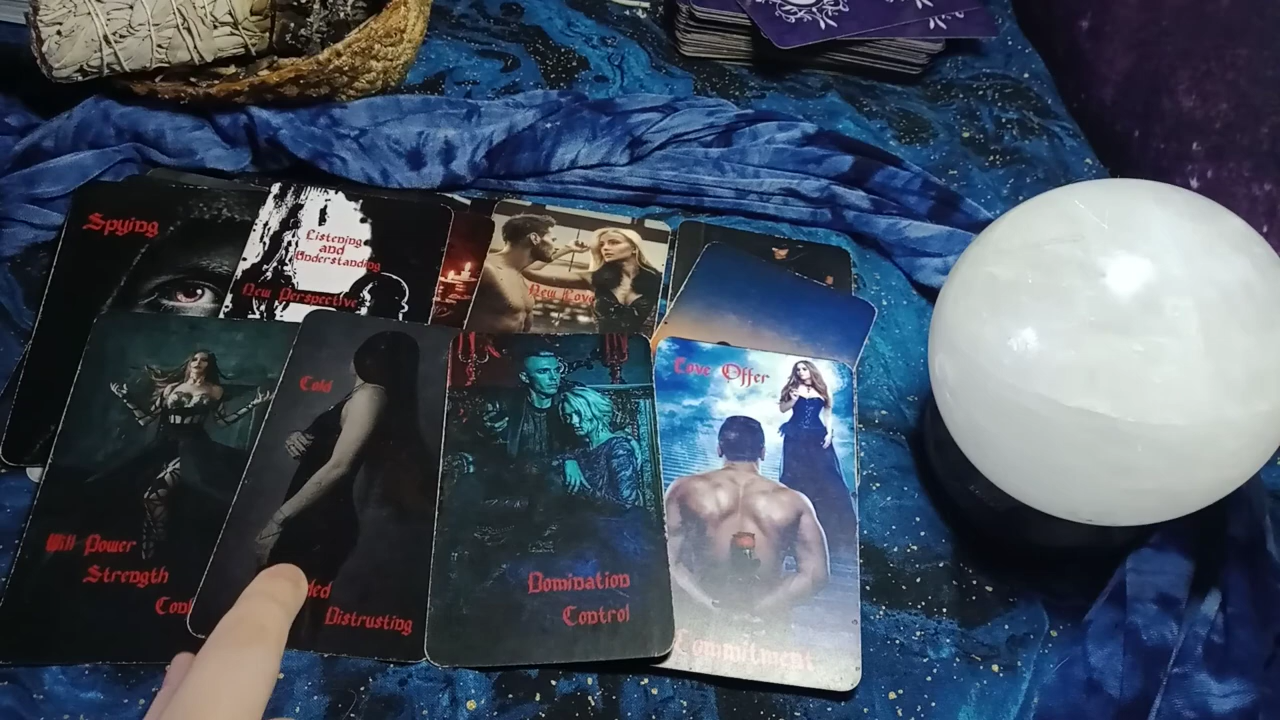 Spying
Listening
and
Understanding
New Perspective
New Love
Will Power
Strength
Cold
Distrusting
Domination
Control
Love Offer
Commitment